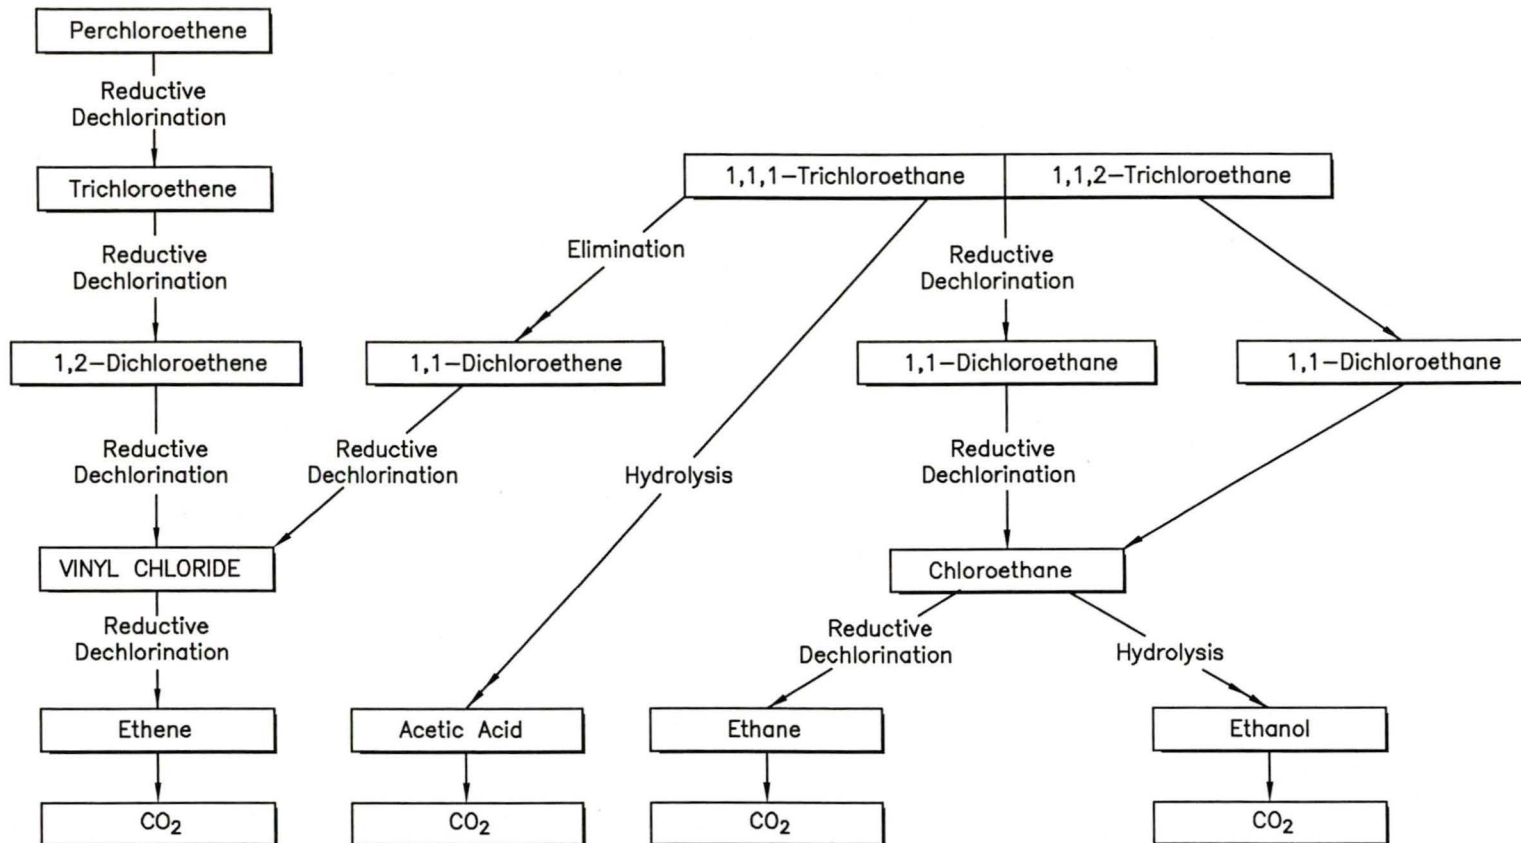 Perchloroethene
Reductive
Dechlorination
Trichloroethene
1,1,1-Trichloroethane
1,1,2-Trichloroethane
Reductive
Dechlorination
Elimination
Reductive
Dechlorination
1,2-Dichloroethene
1,1-Dichloroethene
1,1-Dichloroethane
1,1-Dichloroethane
Reductive
Dechlorination
Reductive
Dechlorination
Hydrolysis
Reductive
Dechlorination
VINYL CHLORIDE
Chloroethane
Reductive
Dechlorination
Reductive
Dechlorination
Hydrolysis
Ethene
Acetic Acid
Ethane
Ethanol
CO₂
CO₂
CO₂
CO₂